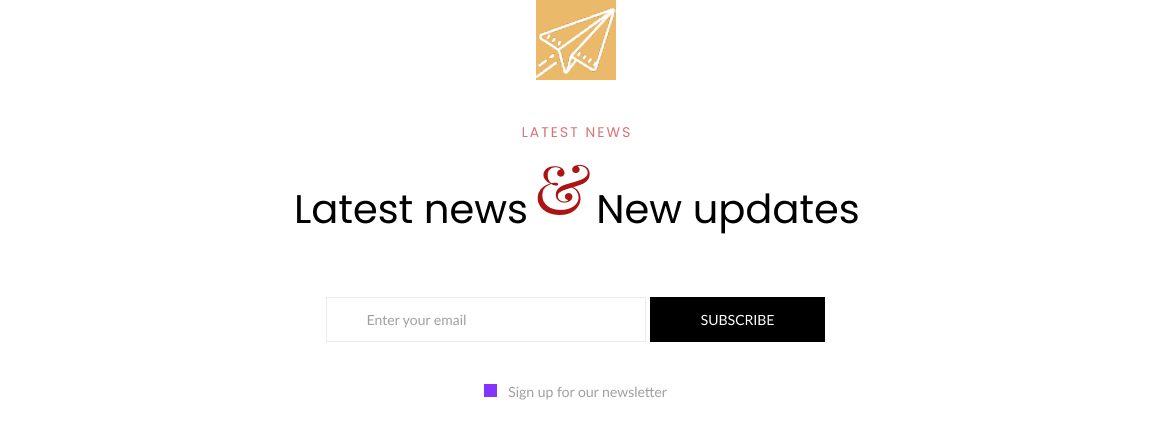 LATEST NEWS
Latest news & New updates
Enter your email
SUBSCRIBE
Sign up for our newsletter